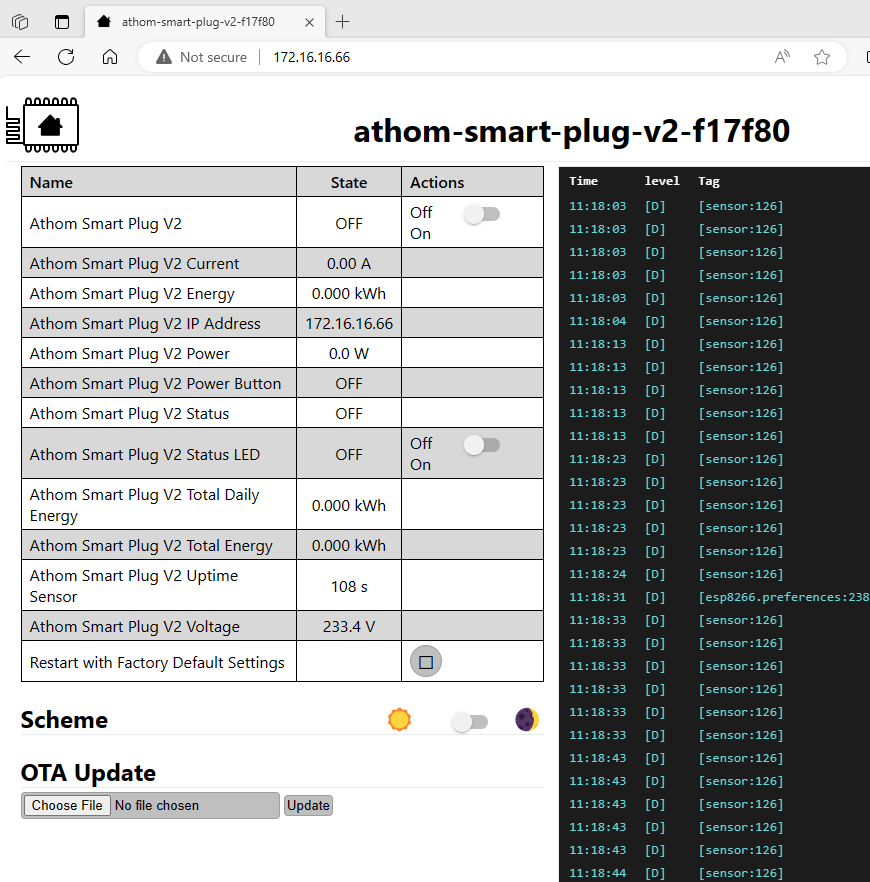 athom-smart-plug-v2-f17f80
Not secure 172.16.16.66
athom-smart-plug-v2-f17f80
Name State Actions
Athom Smart Plug V2 OFF Off
On
Athom Smart Plug V2 Current 0.00 A
Athom Smart Plug V2 Energy 0.000 kWh
Athom Smart Plug V2 IP Address 172.16.16.66
Athom Smart Plug V2 Power 0.0 W
Athom Smart Plug V2 Power Button OFF
Athom Smart Plug V2 Status OFF
Athom Smart Plug V2 Status LED OFF Off
On
Athom Smart Plug V2 Total Daily
Energy 0.000 kWh
Athom Smart Plug V2 Total Energy 0.000 kWh
Athom Smart Plug V2 Uptime
Sensor 108 s
Athom Smart Plug V2 Voltage 233.4 V
Restart with Factory Default Settings
Scheme
OTA Update
Choose File No file chosen Update
Time level Tag
11:18:03 [D] [sensor:126]
11:18:03 [D] [sensor:126]
11:18:03 [D] [sensor:126]
11:18:03 [D] [sensor:126]
11:18:03 [D] [sensor:126]
11:18:04 [D] [sensor:126]
11:18:13 [D] [sensor:126]
11:18:13 [D] [sensor:126]
11:18:13 [D] [sensor:126]
11:18:13 [D] [sensor:126]
11:18:13 [D] [sensor:126]
11:18:23 [D] [sensor:126]
11:18:23 [D] [sensor:126]
11:18:23 [D] [sensor:126]
11:18:23 [D] [sensor:126]
11:18:23 [D] [sensor:126]
11:18:24 [D] [sensor:126]
11:18:31 [D] [esp8266.preferences:238
11:18:33 [D] [sensor:126]
11:18:33 [D] [sensor:126]
11:18:33 [D] [sensor:126]
11:18:33 [D] [sensor:126]
11:18:33 [D] [sensor:126]
11:18:33 [D] [sensor:126]
11:18:43 [D] [sensor:126]
11:18:43 [D] [sensor:126]
11:18:43 [D] [sensor:126]
11:18:43 [D] [sensor:126]
11:18:43 [D] [sensor:126]
11:18:44 [D] [sensor:126]